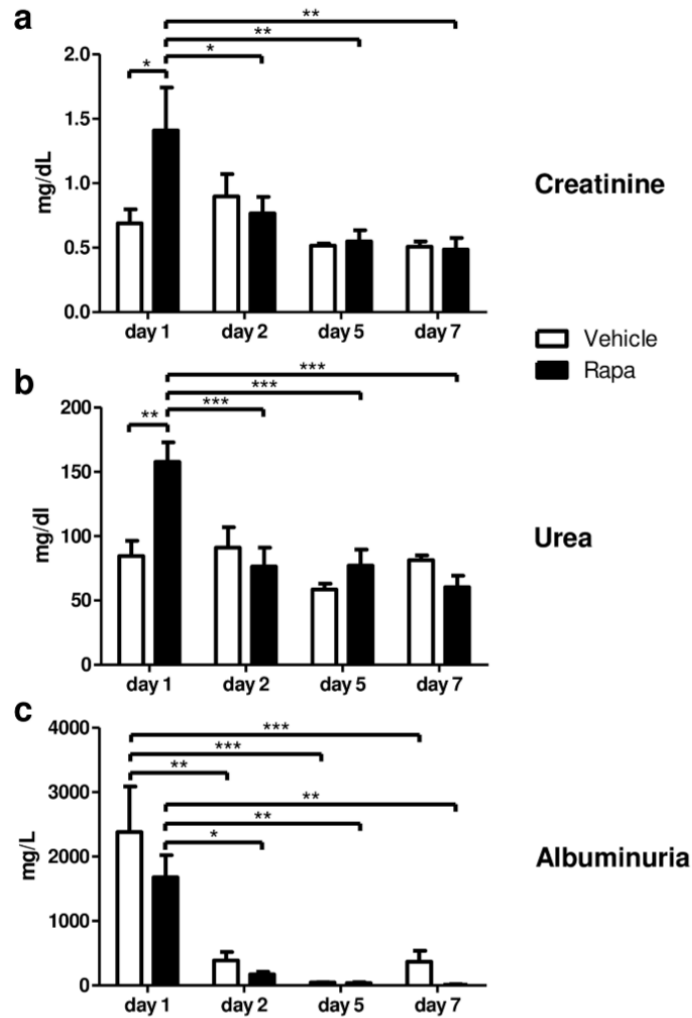 a
**
**
*
*
2.0
1.5
1.0
0.5
0.0
mg/dL
day 1 day 2 day 5 day 7
Creatinine
Vehicle
Rapa
b
***
***
***
**
200
150
100
50
0
mg/dl
day 1 day 2 day 5 day 7
Urea
c
***
***
**
**
**
*
4000
3000
2000
1000
0
mg/L
day 1 day 2 day 5 day 7
Albuminuria